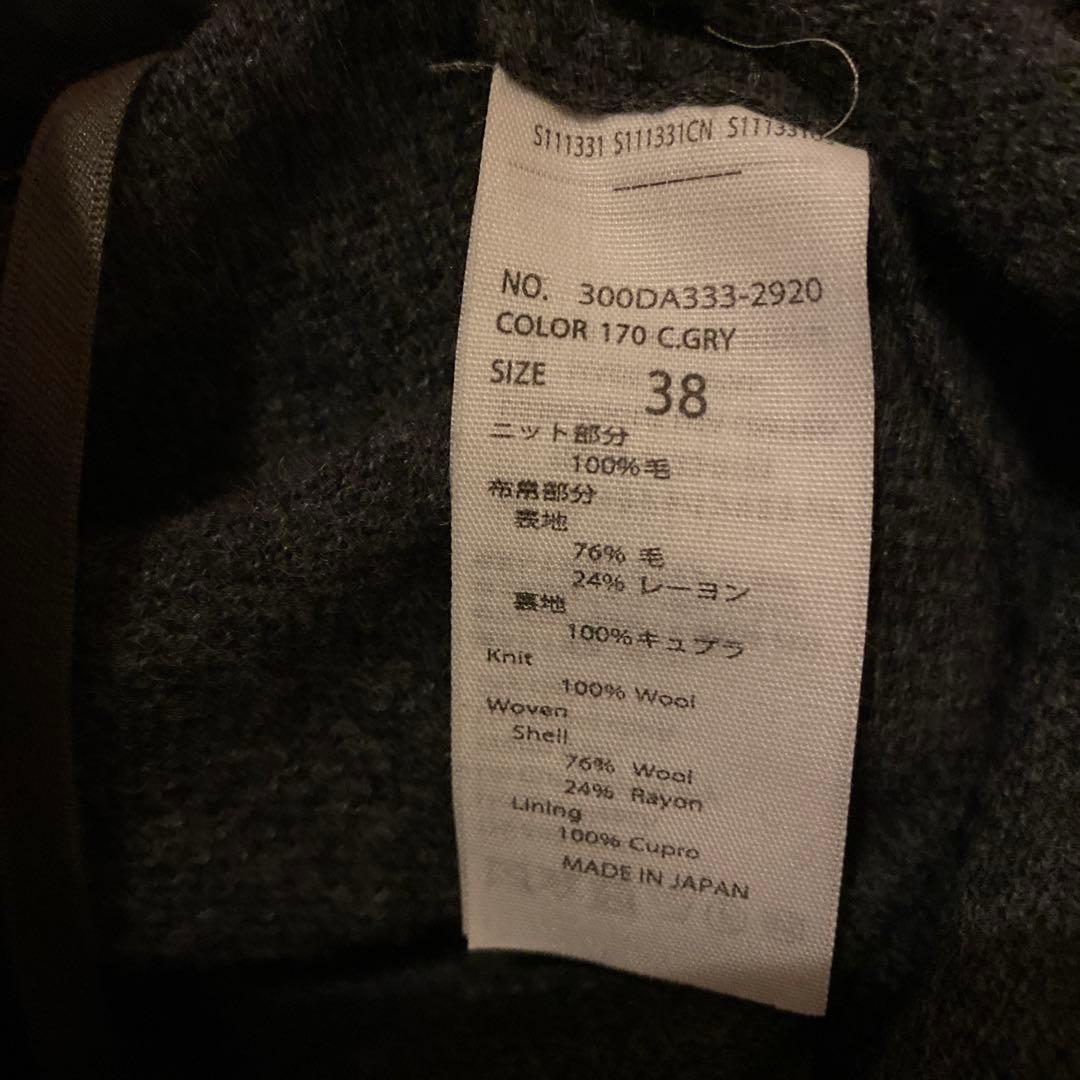 S111331 S111331CN
NO. 300DA333-2920
COLOR 170 C.GRY
SIZE 38
ニット部分
100%毛
布帛部分
表地
76% 毛
24% レーヨン
裏地
100%キュプラ
Knit
100% Wool
Woven
Shell
76% Wool
24% Rayon
Lining
100% Cupro
MADE IN JAPAN